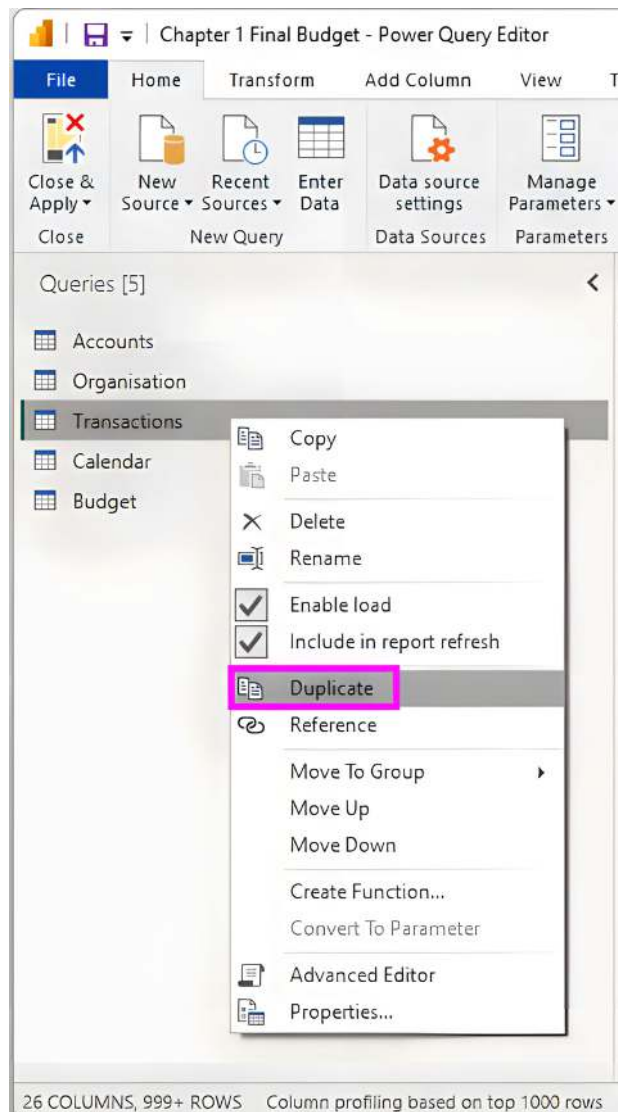 Chapter 1 Final Budget - Power Query Editor
File Home Transform Add Column View T
Close & Apply
New Source
Recent Sources
Enter Data
Data source settings
Manage Parameters
Close New Query Data Sources Parameters
Queries [5]
Accounts
Organisation
Transactions
Calendar
Budget
Copy
Paste
Delete
Rename
Enable load
Include in report refresh
Duplicate
Reference
Move To Group
Move Up
Move Down
Create Function...
Convert To Parameter
Advanced Editor
Properties...
26 COLUMNS, 999+ ROWS Column profiling based on top 1000 rows